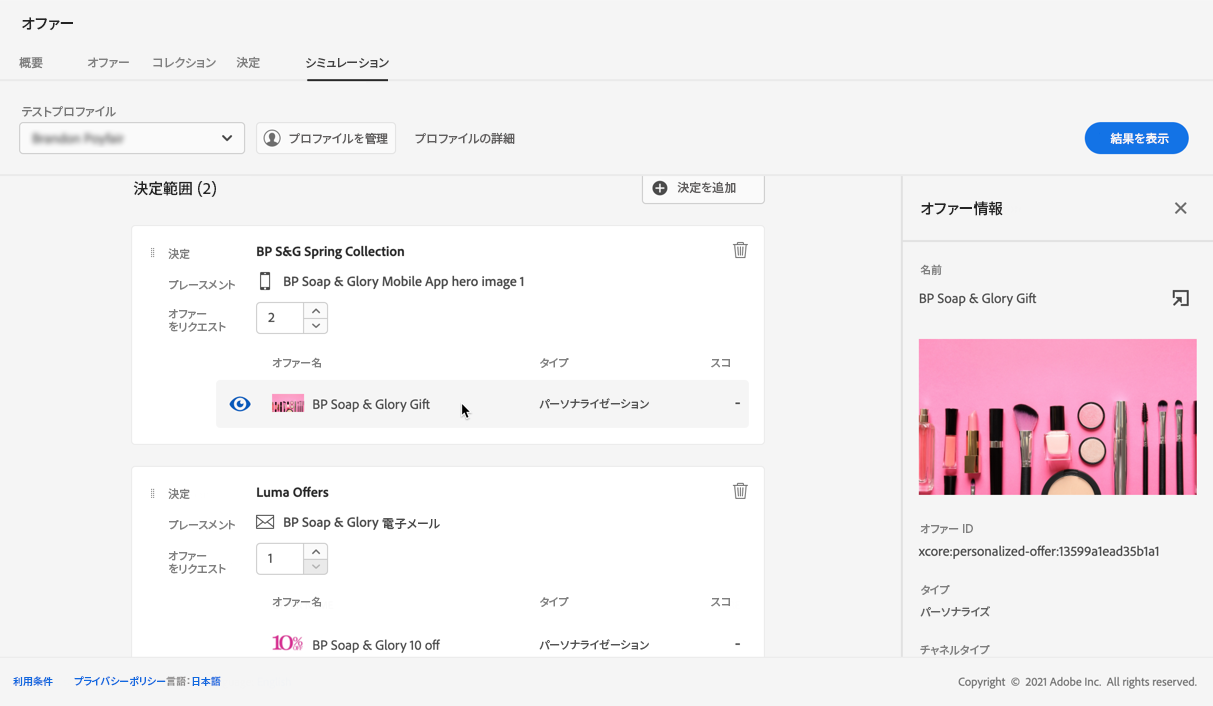 オファー
概要 オファー コレクション 決定 シミュレーション
テストプロファイル
プロファイルを管理 プロファイルの詳細 結果を表示
決定範囲 (2) 決定を追加
オファー情報
決定 BP S&G Spring Collection
プレースメント BP Soap & Glory Mobile App hero image 1
オファー
をリクエスト 2
オファー名 タイプ スコ
BP Soap & Glory Gift パーソナライゼーション -
決定 Luma Offers
プレースメント BP Soap & Glory 電子メール
オファー
をリクエスト 1
オファー名 タイプ スコ
10% BP Soap & Glory 10 off パーソナライゼーション -
名前
BP Soap & Glory Gift
オファー ID
xcore:personalized-offer:13599a1ead35b1a1
タイプ
パーソナライズ
チャネルタイプ
利用条件 プライバシーポリシー言語：日本語 Copyright © 2021 Adobe Inc. All rights reserved.